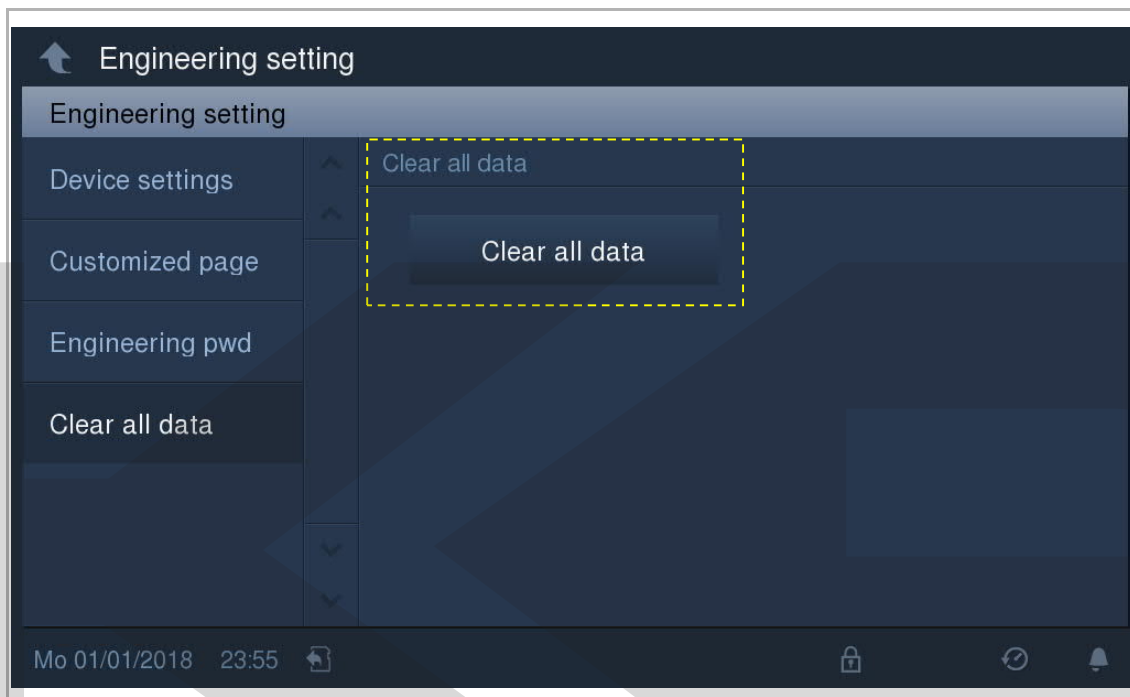 Engineering setting
Engineering setting
Device settings
Customized page
Engineering pwd
Clear all data
Clear all data
Clear all data
Mo 01/01/2018 23:55